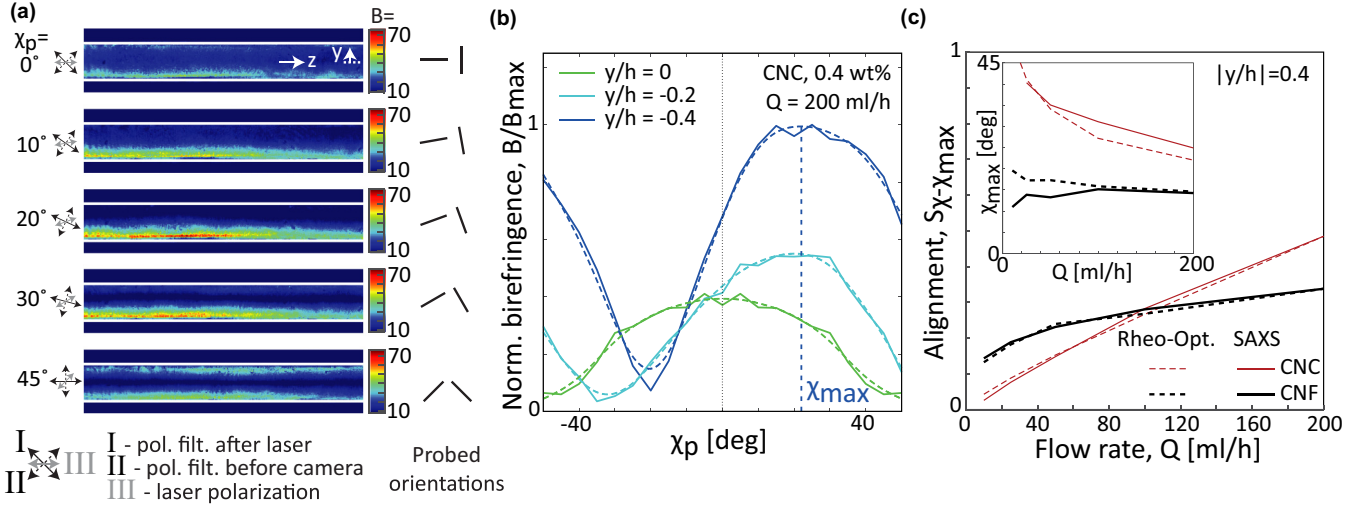 (a)
χp=
0°
B=
70
10
y
z
10°
70
10
20°
70
10
30°
70
10
45°
70
10
I
II
III
I - pol. filt. after laser
II - pol. filt. before camera
III - laser polarization
Probed
orientations
(b)
Norm. birefringence, B/Bmax
1
0
y/h = 0
y/h = -0.2
y/h = -0.4
CNC, 0.4 wt%
Q = 200 ml/h
χmax
-40
0
40
χp [deg]
(c)
Alignment, Sχ-χmax
1
0
|y/h|=0.4
45
χmax [deg]
0
0
200
Q [ml/h]
Rheo-Opt.
SAXS
CNC
CNF
0
40
80
120
160
200
Flow rate, Q [ml/h]